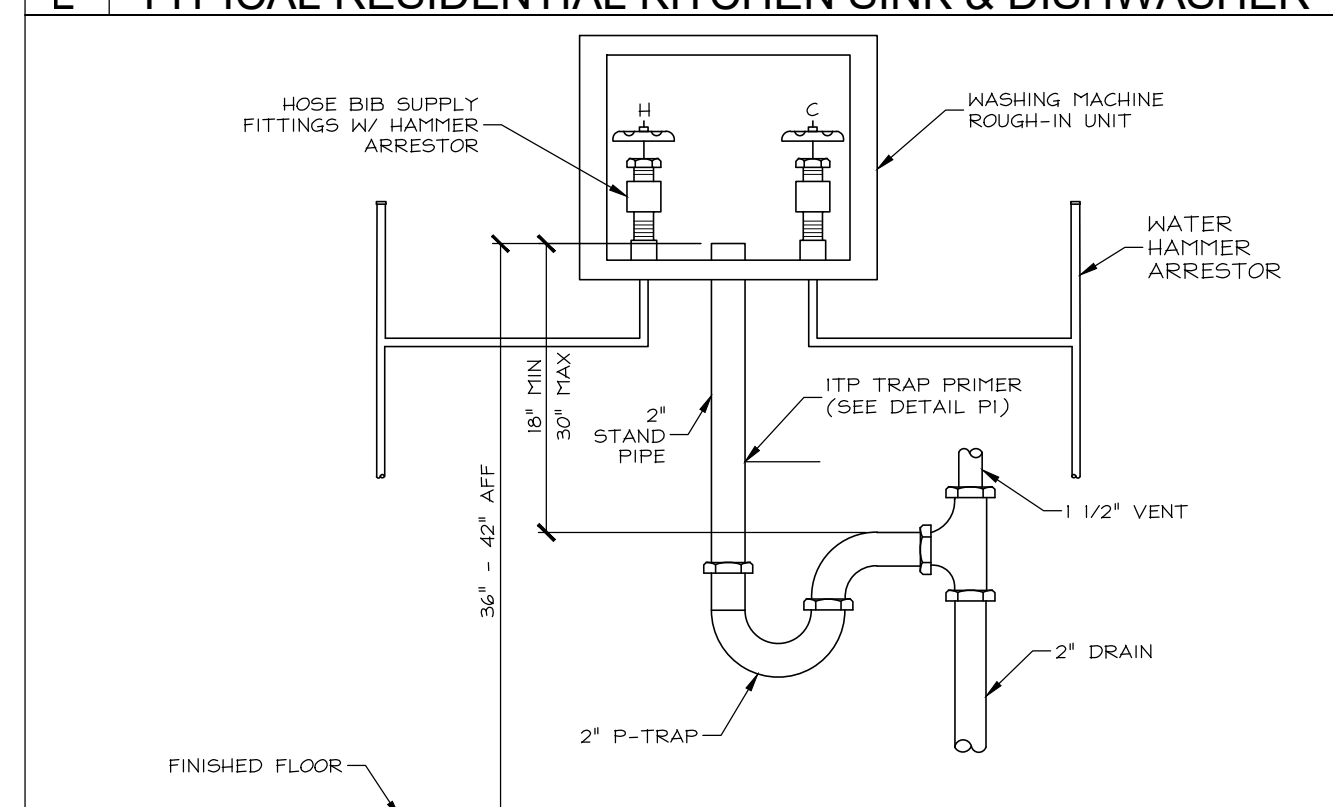 TYPICAL RESIDENTIAL KITCHEN SINK & DISHWASHER
HOSE BIB SUPPLY
FITTINGS W/ HAMMER
ARRESTOR
H
C
WASHING MACHINE
ROUGH-IN UNIT
WATER
HAMMER
ARRESTOR
18" MIN
30" MAX
36" - 42" AFF
2"
STAND
PIPE
1TP TRAP PRIMER
(SEE DETAIL P1)
1 1/2" VENT
2" DRAIN
2" P-TRAP
FINISHED FLOOR